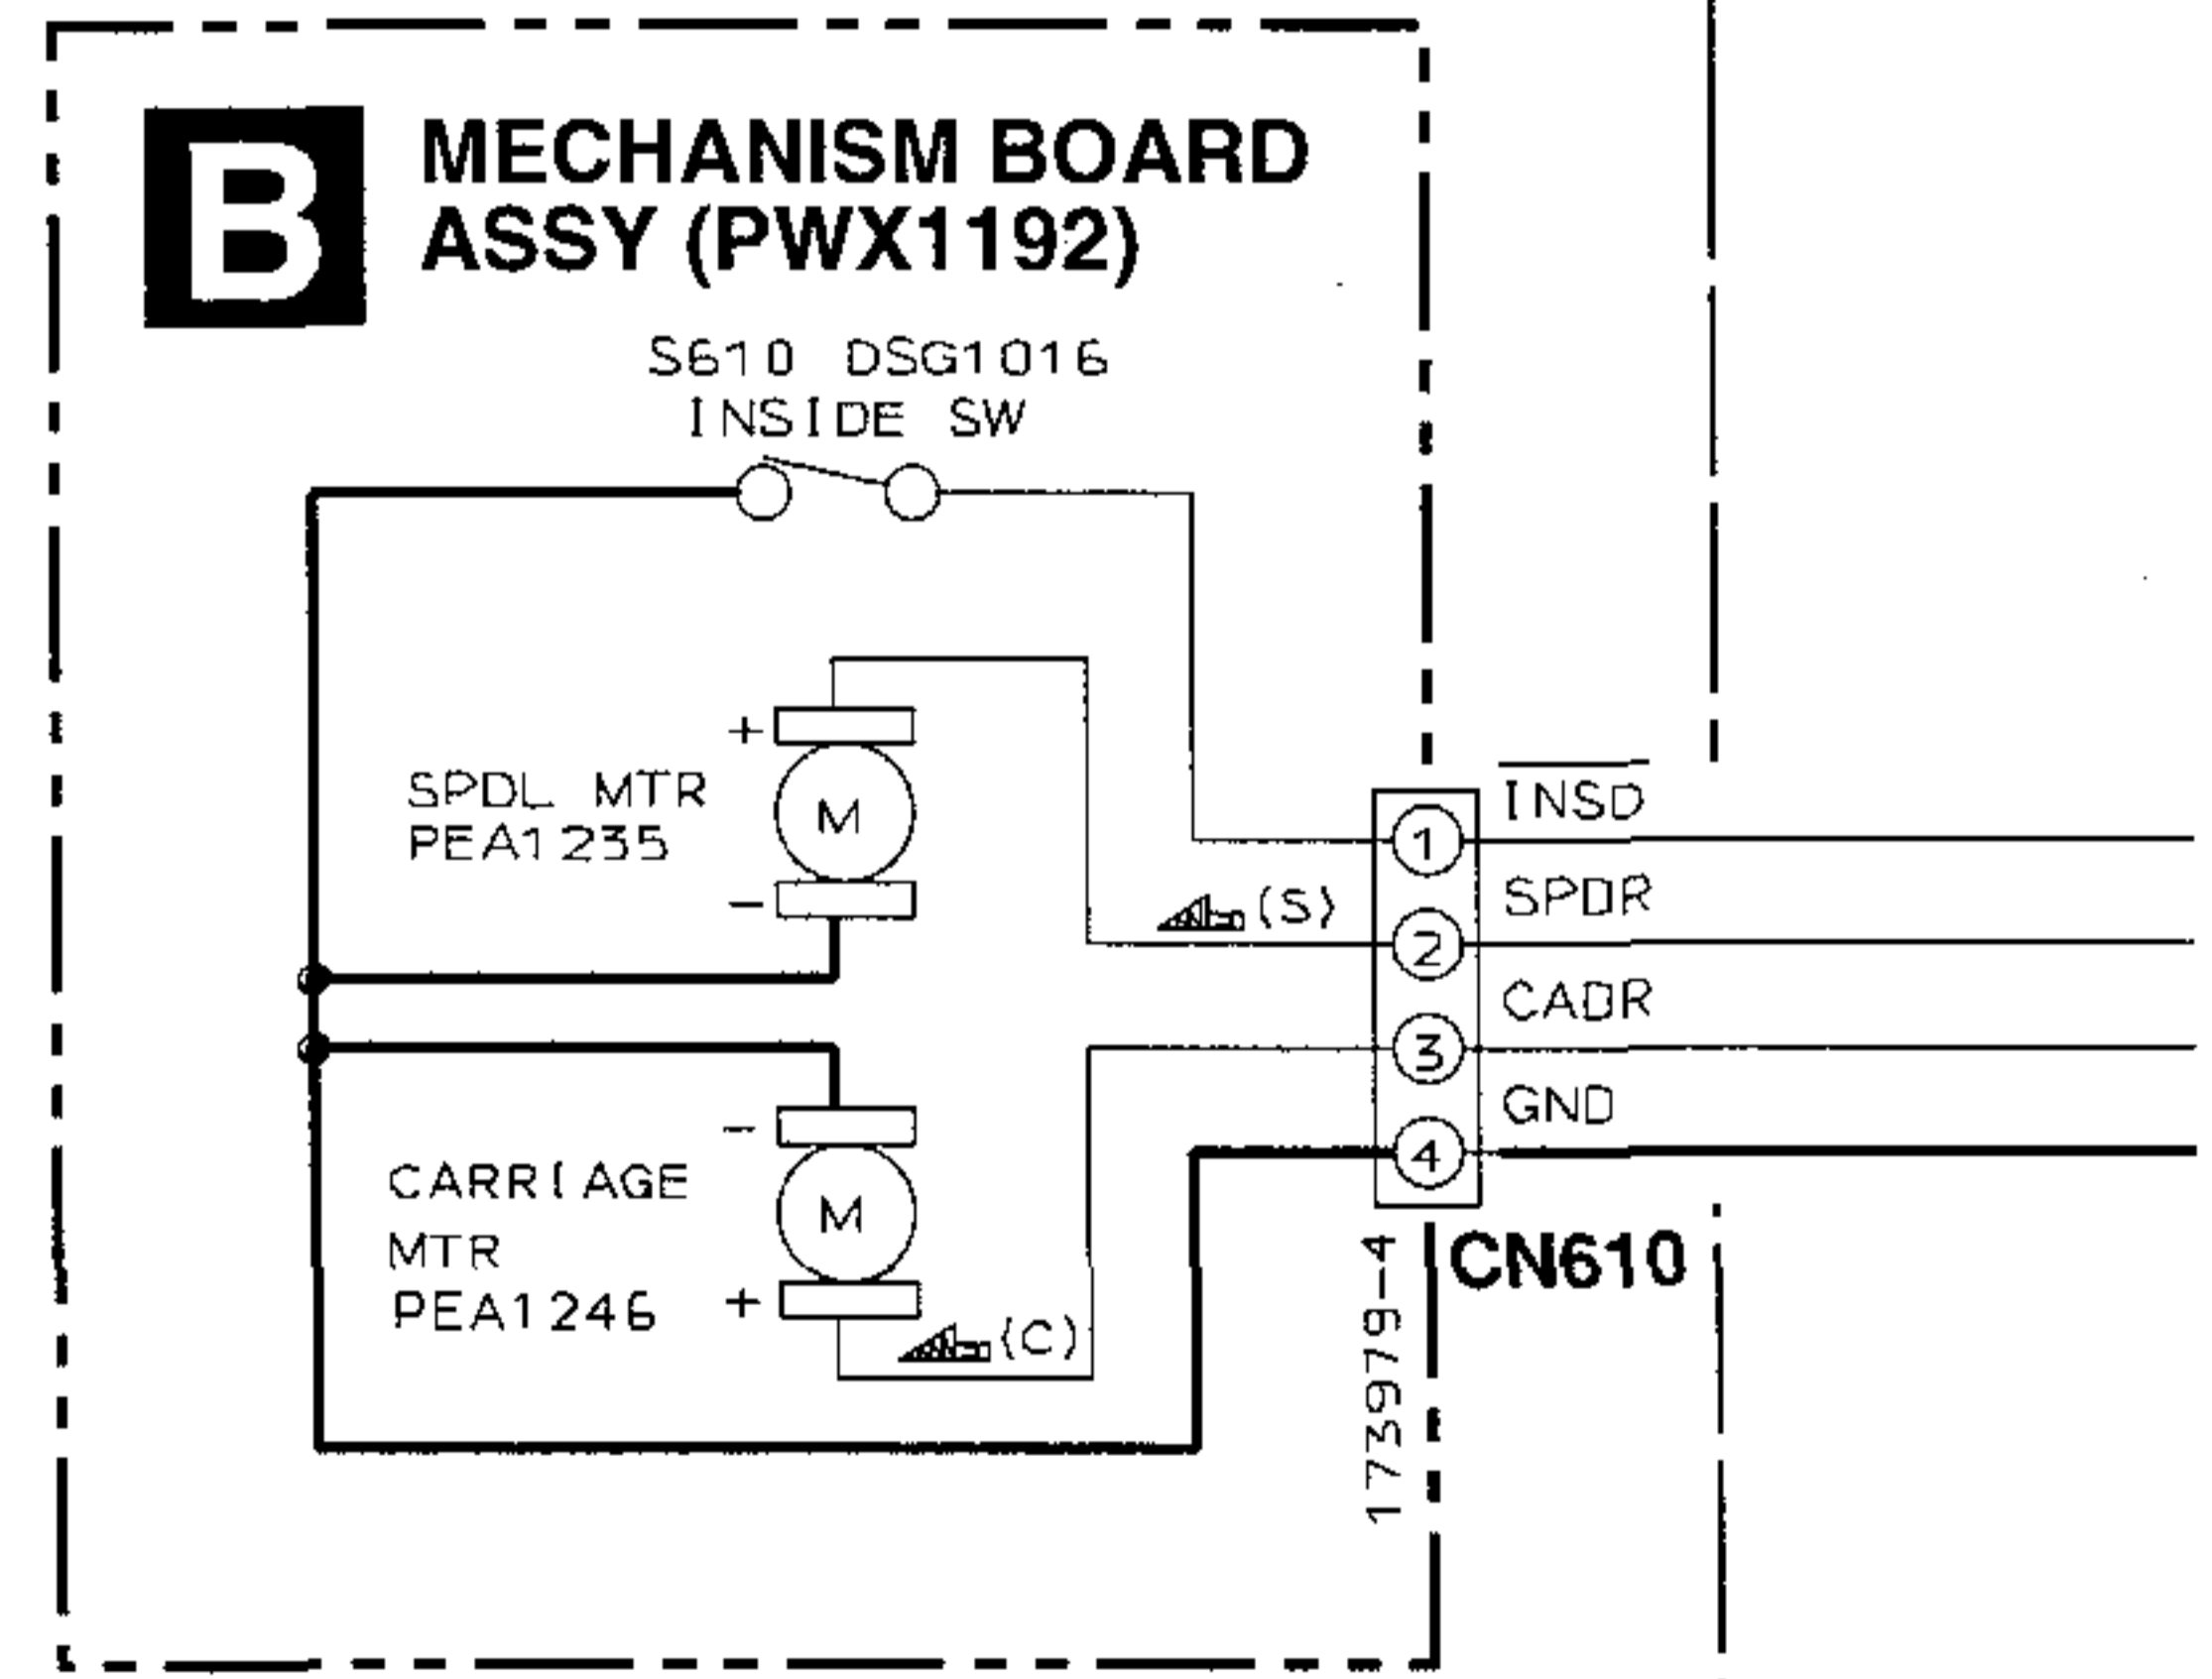 B
MECHANISM BOARD
ASSY (PWX1192)
S610 DSG1016
INSIDE SW
+
SPDL MTR
PEA1235
M
-
(S)
1
INSD
2
SPDR
3
CADR
4
GND
-
CARRIAGE
MTR
PEA1246
M
+
(C)
CN610
173979-4